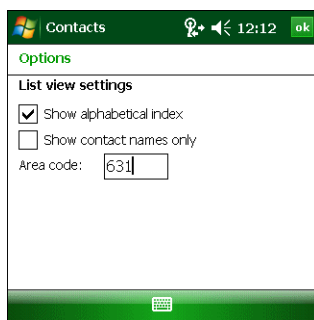 Contacts 12:12 ok
Options
List view settings
Show alphabetical index
Show contact names only
Area code: 631